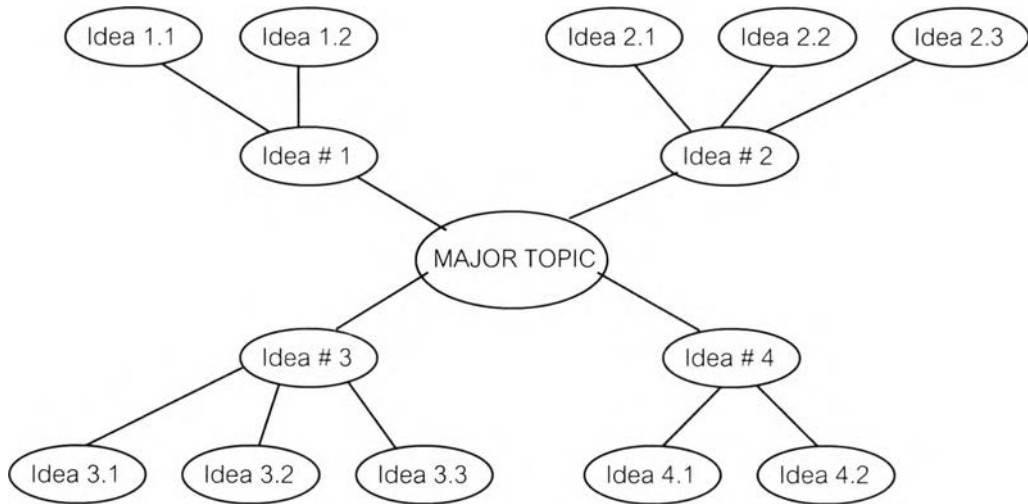 Idea 1.1 Idea 1.2 Idea 2.1 Idea 2.2 Idea 2.3
Idea # 1 Idea # 2
MAJOR TOPIC
Idea # 3 Idea # 4
Idea 3.1 Idea 3.2 Idea 3.3 Idea 4.1 Idea 4.2